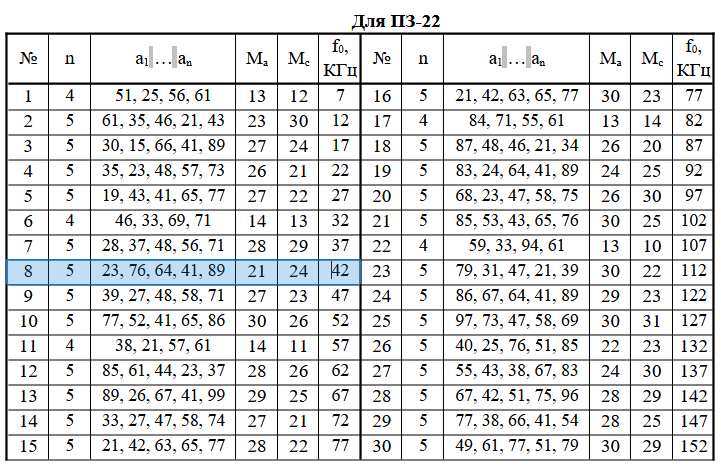 Для ПЗ-22
№ n a1 ... an Ma Mc f0, КГц № n a1 ... an Ma Mc f0, КГц
1 4 51, 25, 56, 61 13 12 7 16 5 21, 42, 63, 65, 77 30 23 77
2 5 61, 35, 46, 21, 43 23 30 12 17 4 84, 71, 55, 61 13 14 82
3 5 30, 15, 66, 41, 89 27 24 17 18 5 87, 48, 46, 21, 34 26 20 87
4 5 35, 23, 48, 57, 73 26 21 22 19 5 83, 24, 64, 41, 89 24 25 92
5 5 19, 43, 41, 65, 77 27 22 27 20 5 68, 23, 47, 58, 75 26 30 97
6 4 46, 33, 69, 71 14 13 32 21 5 85, 53, 43, 65, 76 30 25 102
7 5 28, 37, 48, 56, 71 28 29 37 22 4 59, 33, 94, 61 13 10 107
8 5 23, 76, 64, 41, 89 21 24 42 23 5 79, 31, 47, 21, 39 30 22 112
9 5 39, 27, 48, 58, 71 27 23 47 24 5 86, 67, 64, 41, 89 29 23 122
10 5 77, 52, 41, 65, 86 30 26 52 25 5 97, 73, 47, 58, 69 30 31 127
11 4 38, 21, 57, 61 14 11 57 26 5 40, 25, 76, 51, 85 22 23 132
12 5 85, 61, 44, 23, 37 28 26 62 27 5 55, 43, 38, 67, 83 24 30 137
13 5 89, 26, 67, 41, 99 29 25 67 28 5 67, 42, 51, 75, 96 28 29 142
14 5 33, 27, 47, 58, 74 27 21 72 29 5 77, 38, 66, 41, 54 28 25 147
15 5 21, 42, 63, 65, 77 28 22 77 30 5 49, 61, 77, 51, 79 30 29 152